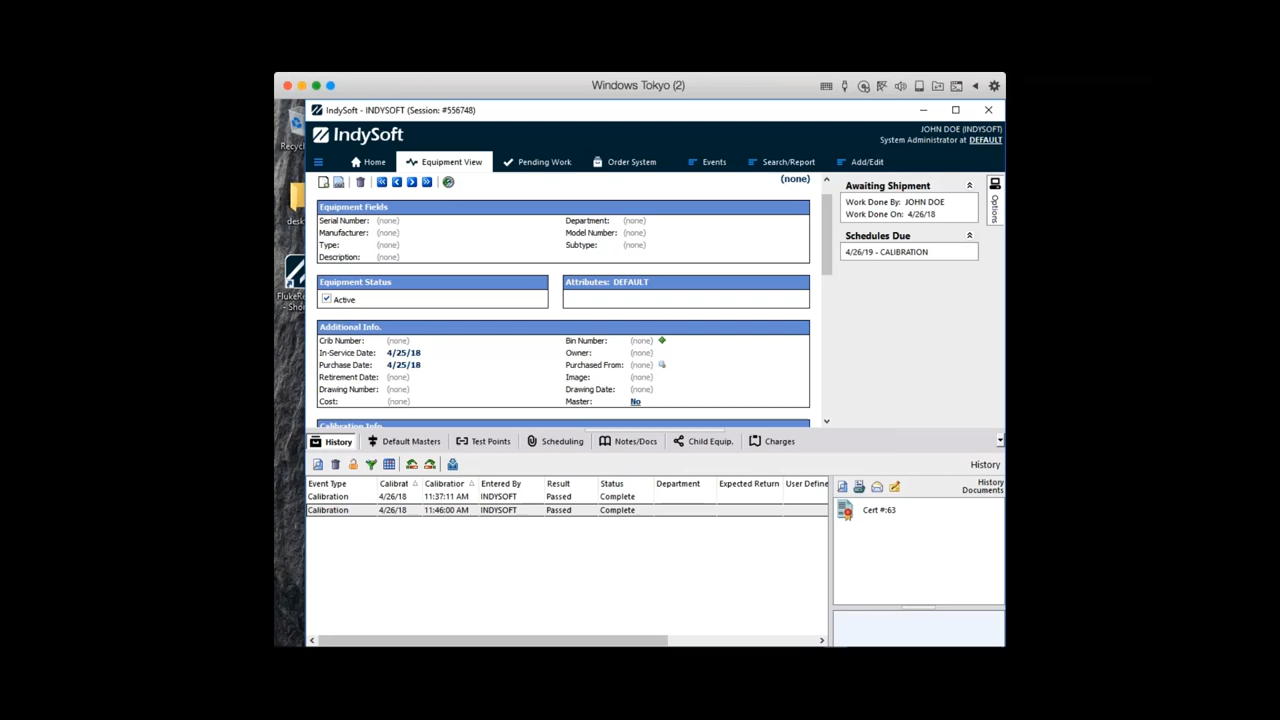 Windows Tokyo (2)
IndySoft - INDYSOFT (Session: #556748)
IndySoft
JOHN DOE (INDYSOFT)
System Administrator at DEFAULT
Home Equipment View Pending Work Order System Events Search/Report Add/Edit
Recycl
desk
FlukeRe
- Sho
(none)
Equipment Fields
Serial Number: (none) Department: (none)
Manufacturer: (none) Model Number: (none)
Type: (none) Subtype: (none)
Description: (none)
Equipment Status Attributes: DEFAULT
Active
Additional Info.
Crib Number: (none) Bin Number: (none)
In-Service Date: 4/25/18 Owner: (none)
Purchase Date: 4/25/18 Purchased From: (none)
Retirement Date: (none) Image: (none)
Drawing Number: (none) Drawing Date: (none)
Cost: (none) Master: No
Calibration Info.
Awaiting Shipment
Work Done By: JOHN DOE
Work Done On: 4/26/18
Schedules Due
4/26/19 - CALIBRATION
Options
History Default Masters Test Points Scheduling Notes/Docs Child Equip. Charges
History
Event Type Calibrat Calibratior Entered By Result Status Department Expected Return User Define
Calibration 4/26/18 11:37:11 AM INDYSOFT Passed Complete
Calibration 4/26/18 11:46:00 AM INDYSOFT Passed Complete
History
Documents
Cert #:63